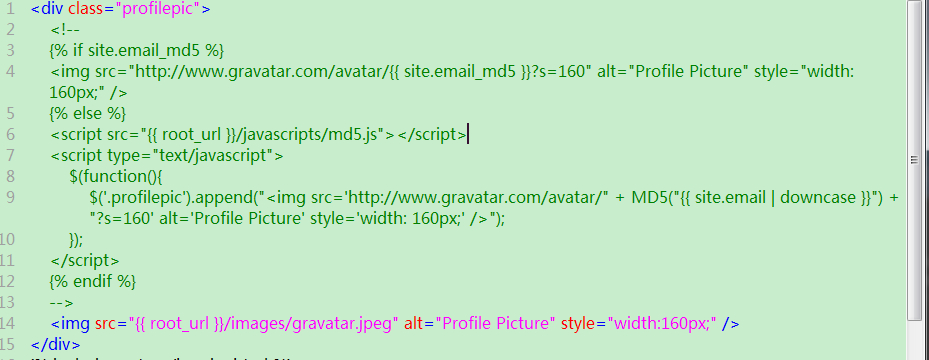 1 <div class="profilepic">
2 <!--
3 {% if site.email_md5 %}
4 <img src="http://www.gravatar.com/avatar/{{ site.email_md5 }}?s=160" alt="Profile Picture" style="width:
160px;" />
5 {% else %}
6 <script src="{{ root_url }}/javascripts/md5.js"></script>
7 <script type="text/javascript">
8 $(function(){
9 $('.profilepic').append("<img src='http://www.gravatar.com/avatar/" + MD5("{{ site.email | downcase }}") +
"?s=160' alt='Profile Picture' style='width: 160px;' />");
10 });
11 </script>
12 {% endif %}
13 -->
14 <img src="{{ root_url }}/images/gravatar.jpeg" alt="Profile Picture" style="width:160px;" />
15 </div>